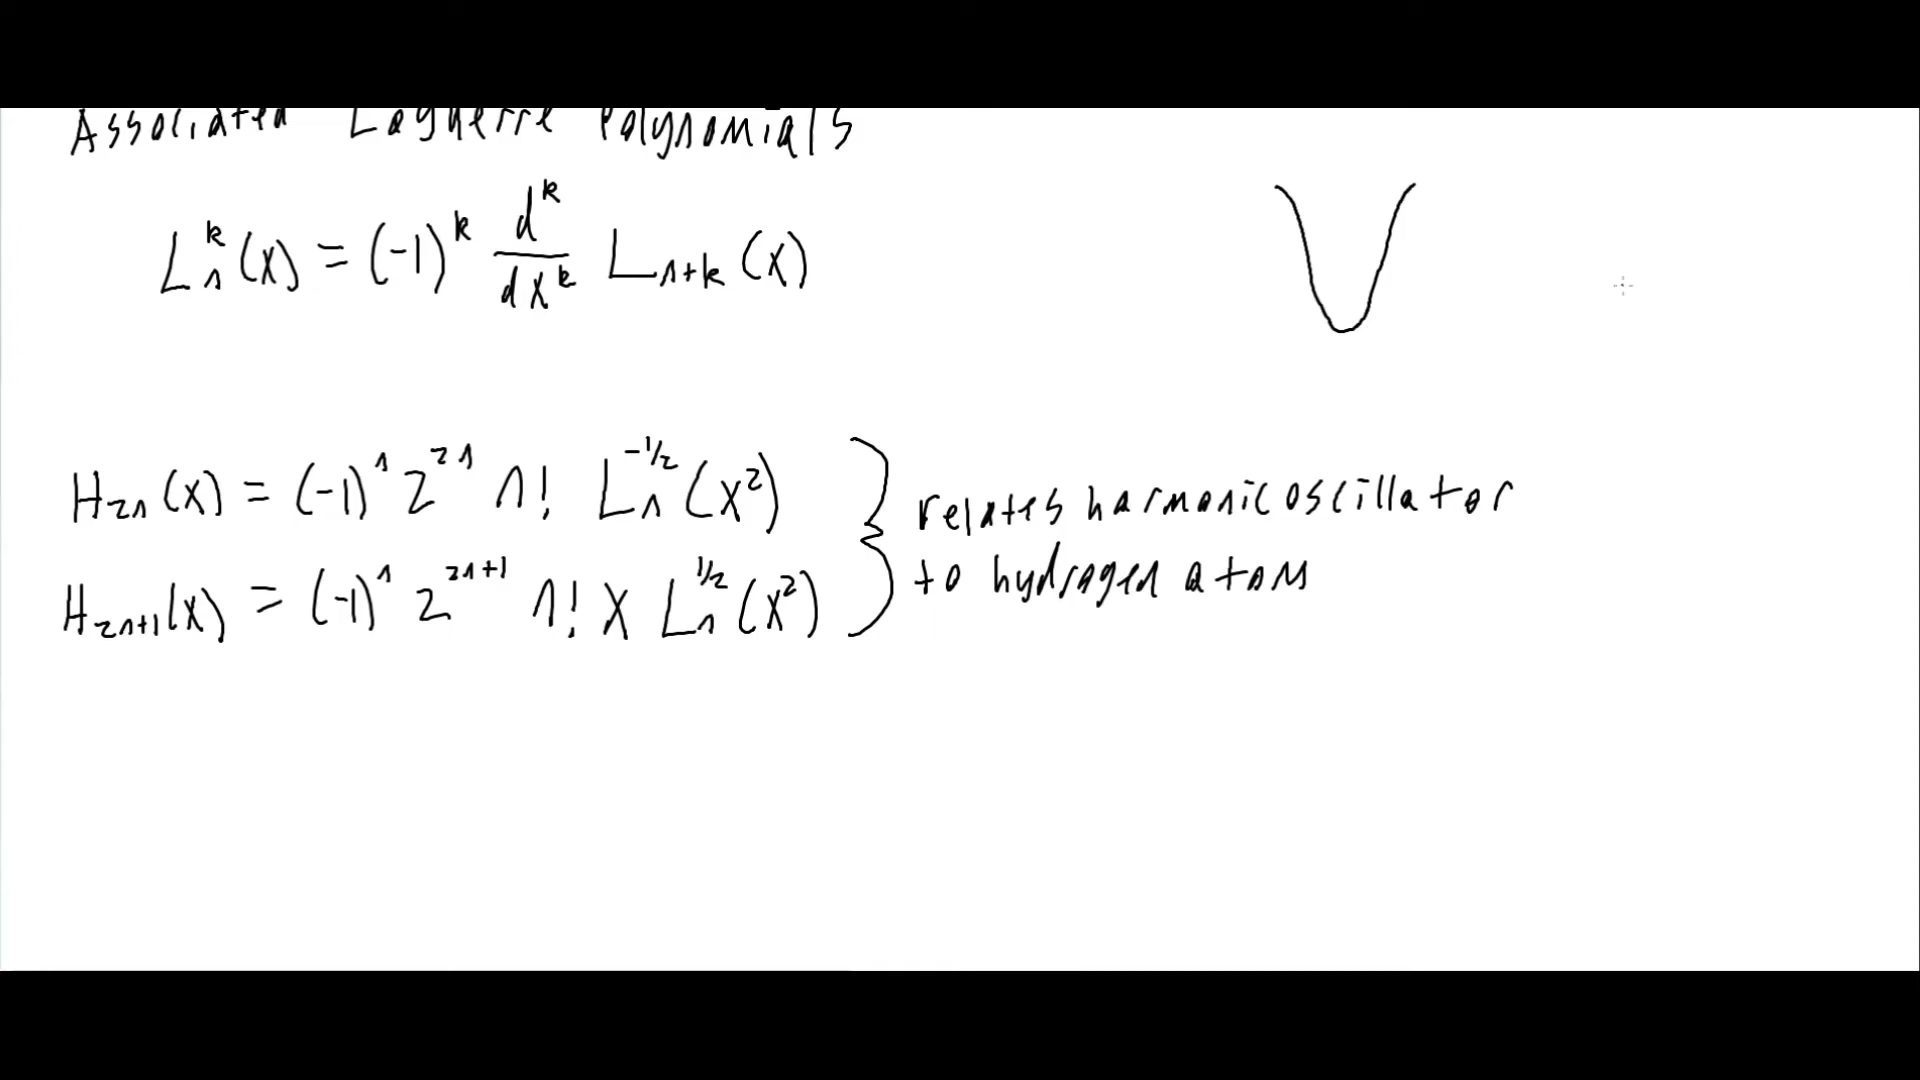 Associated Laguerre Polynomials
L_n^k(x) = (-1)^k d^k/dx^k L_{n+k}(x)
H_{2n}(x) = (-1)^n 2^{2n} n! L_n^{-1/2}(x^2)
H_{2n+1}(x) = (-1)^n 2^{2n+1} n! x L_n^{1/2}(x^2)
relates harmonic oscillator
to hydrogen atom